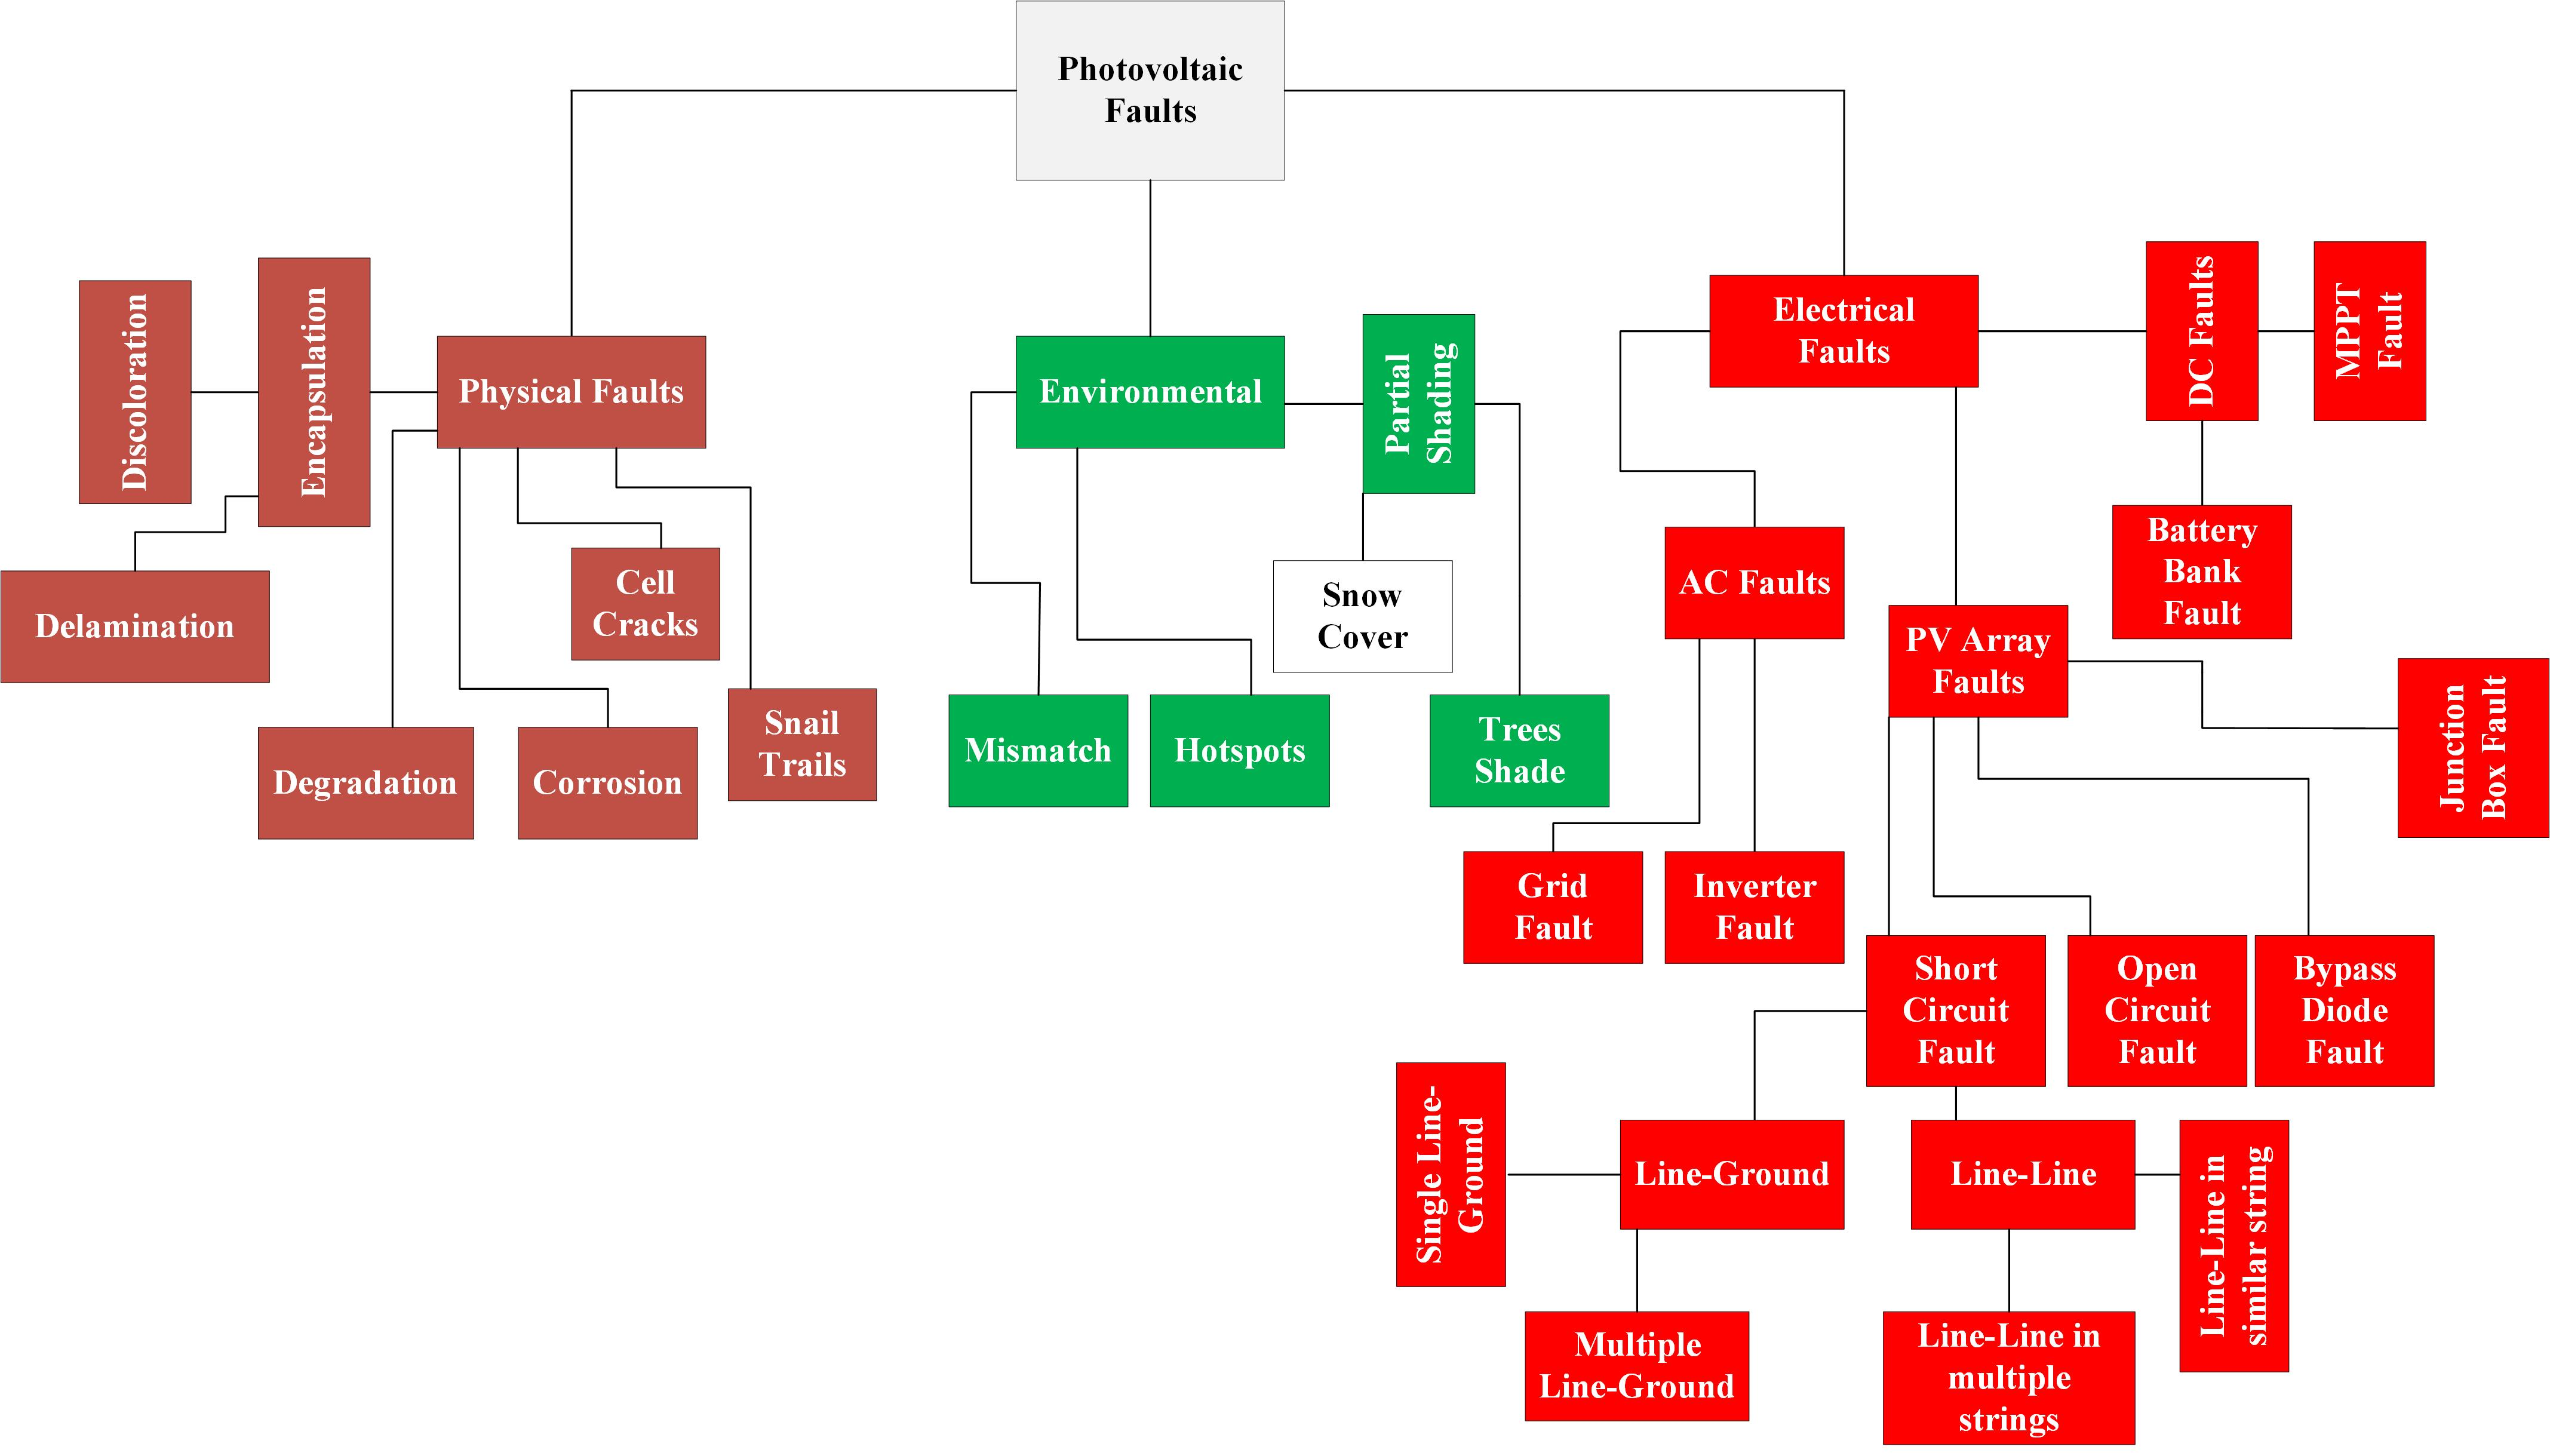 Photovoltaic
Faults
Discoloration
Encapsulation
Physical Faults
Delamination
Degradation
Corrosion
Cell
Cracks
Snail
Trails
Environmental
Partial
Shading
Snow
Cover
Mismatch
Hotspots
Trees
Shade
Electrical
Faults
DC Faults
MPPT
Fault
Battery
Bank
Fault
AC Faults
Grid
Fault
Inverter
Fault
PV Array
Faults
Junction
Box Fault
Short
Circuit
Fault
Open
Circuit
Fault
Bypass
Diode
Fault
Single Line-
Ground
Line-Ground
Multiple
Line-Ground
Line-Line
Line-Line in
similar string
Line-Line in
multiple
strings